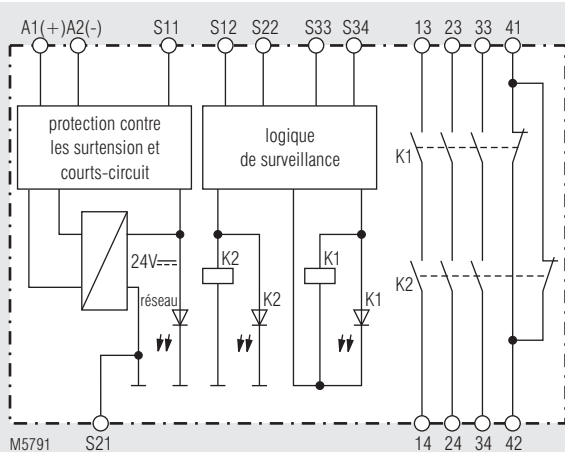 A1(+) A2(-) S11 S12 S22 S33 S34 13 23 33 41
protection contre
les surtension et
courts-circuit
logique
de surveillance
K1
24V
K2
K1
K2
réseau
K2
K1
M5791 S21 14 24 34 42